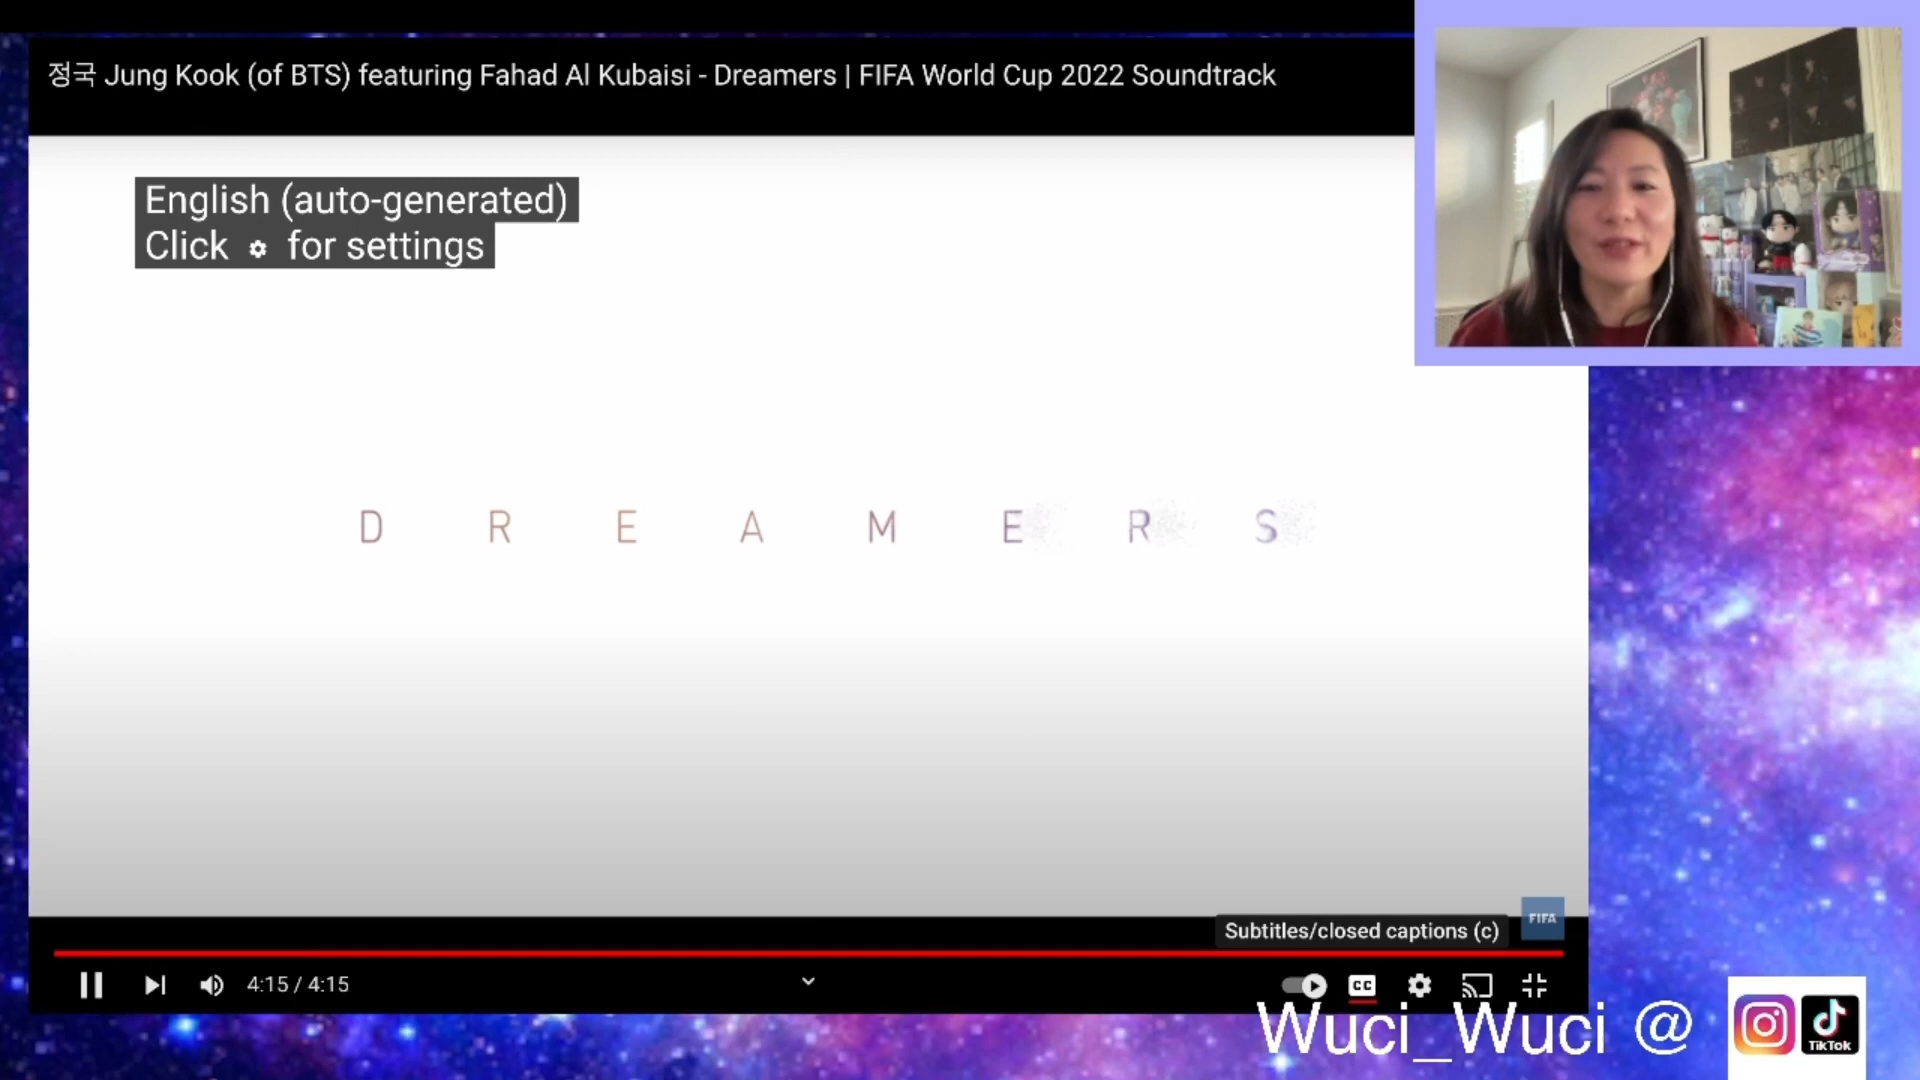 정국 Jung Kook (of BTS) featuring Fahad Al Kubaisi - Dreamers | FIFA World Cup 2022 Soundtrack
English (auto-generated)
Click for settings
D R E A M E R S
Subtitles/closed captions (c)
FIFA
4:15 / 4:15
CC
Wuci_Wuci @
TikTok